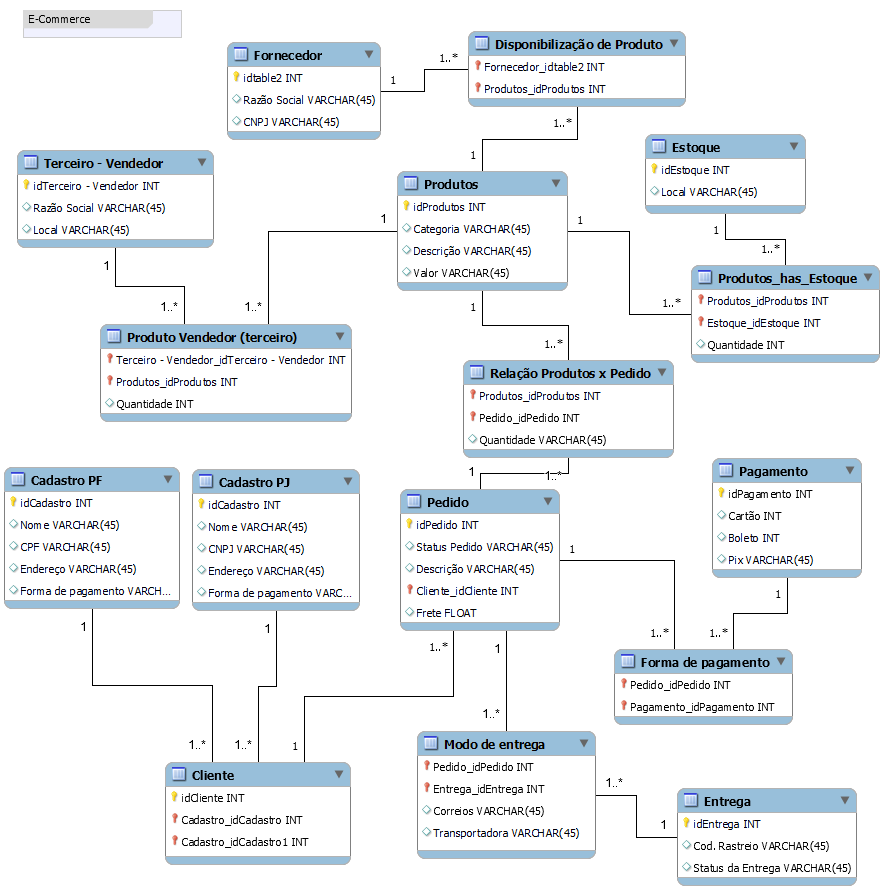 E-Commerce
Fornecedor
idtable2 INT
Razão Social VARCHAR(45)
CNPJ VARCHAR(45)
1
1..*
Disponibilização de Produto
Fornecedor_idtable2 INT
Produtos_idProdutos INT
1..*
1
Terceiro - Vendedor
idTerceiro - Vendedor INT
Razão Social VARCHAR(45)
Local VARCHAR(45)
1
1..*
Produtos
idProdutos INT
Categoria VARCHAR(45)
Descrição VARCHAR(45)
Valor VARCHAR(45)
1
1..*
1
1..*
1
1..*
Estoque
idEstoque INT
Local VARCHAR(45)
1
1..*
Produtos_has_Estoque
Produtos_idProdutos INT
Estoque_idEstoque INT
Quantidade INT
Produto Vendedor (terceiro)
Terceiro - Vendedor_idTerceiro - Vendedor INT
Produtos_idProdutos INT
Quantidade INT
Relação Produtos x Pedido
Produtos_idProdutos INT
Pedido_idPedido INT
Quantidade VARCHAR(45)
1
1..*
Cadastro PF
idCadastro INT
Nome VARCHAR(45)
CPF VARCHAR(45)
Endereço VARCHAR(45)
Forma de pagamento VARCH...
1
1..*
Cadastro PJ
idCadastro INT
Nome VARCHAR(45)
CNPJ VARCHAR(45)
Endereço VARCHAR(45)
Forma de pagamento VARC...
1
1..*
Pedido
idPedido INT
Status Pedido VARCHAR(45)
Descrição VARCHAR(45)
Cliente_idCliente INT
Frete FLOAT
1
1..*
1..*
1
1
1..*
Pagamento
idPagamento INT
Cartão INT
Boleto INT
Pix VARCHAR(45)
1
1..*
Forma de pagamento
Pedido_idPedido INT
Pagamento_idPagamento INT
Cliente
idCliente INT
Cadastro_idCadastro INT
Cadastro_idCadastro1 INT
Modo de entrega
Pedido_idPedido INT
Entrega_idEntrega INT
Correios VARCHAR(45)
Transportadora VARCHAR(45)
1..*
1
Entrega
idEntrega INT
Cod. Rastreio VARCHAR(45)
Status da Entrega VARCHAR(45)